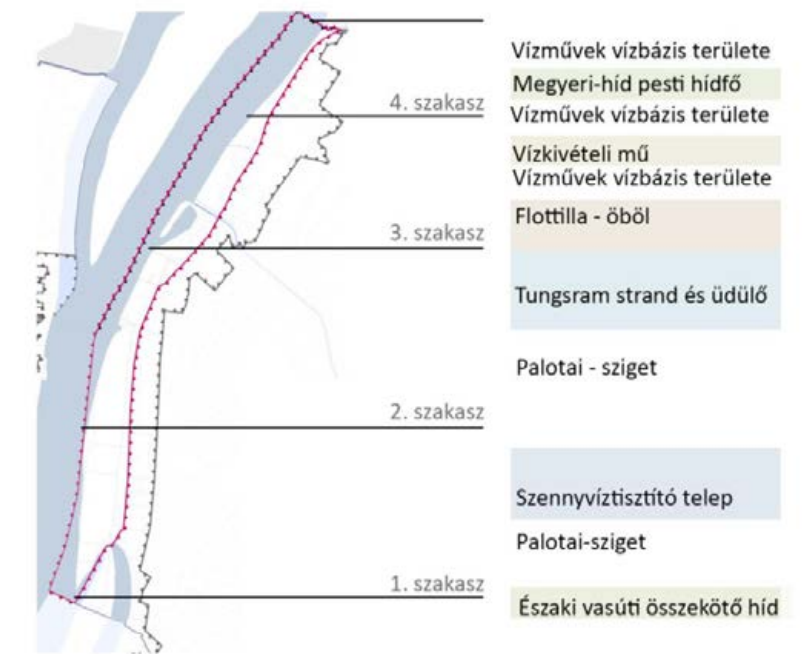 Vízművek vízbázis területe
Megyeri-híd pesti hídfő
4. szakasz
Vízművek vízbázis területe
Vízkivételi mű
Vízművek vízbázis területe
Flottilla - öböl
3. szakasz
Tungsram strand és üdülő
Palotai - sziget
2. szakasz
Szennyvíztisztító telep
Palotai-sziget
1. szakasz
Északi vasúti összekötő híd